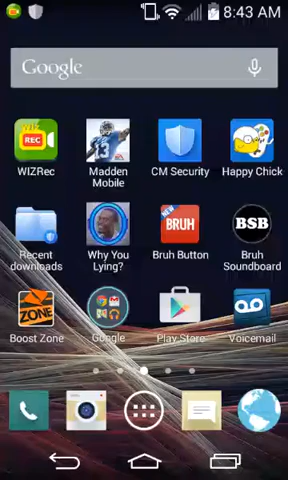 8:43 AM
Google
WIZ
REC
WIZRec
Madden
Mobile
CM Security
Happy Chick
Recent
downloads
Why You
Lying?
NEW
BRUH
Bruh Button
BSB
Bruh
Soundboard
ZONE
Boost Zone
Google
Play Store
Voicemail